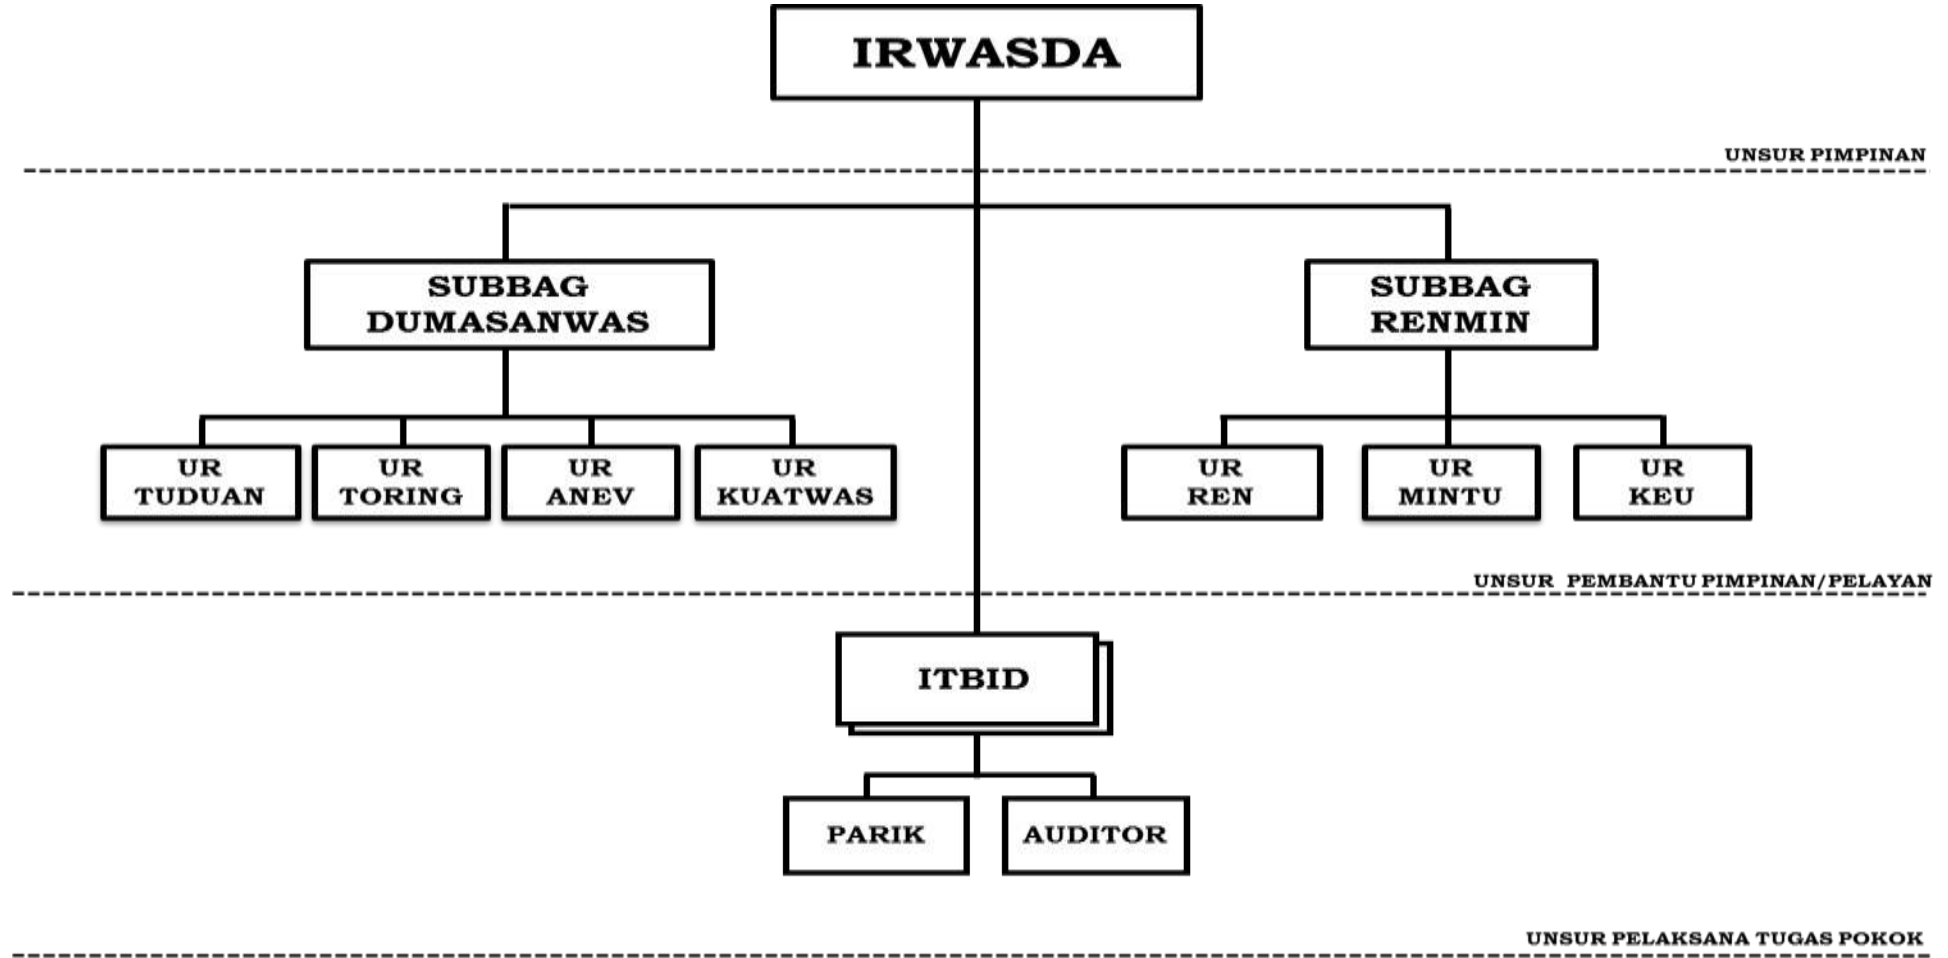 IRWASDA
UNSUR PIMPINAN
SUBBAG
DUMASANWAS
SUBBAG
RENMIN
UR
TUDUAN
UR
TORING
UR
ANEV
UR
KUATWAS
UR
REN
UR
MINTU
UR
KEU
UNSUR PEMBANTU PIMPINAN/PELAYAN
ITBID
PARIK
AUDITOR
UNSUR PELAKSANA TUGAS POKOK